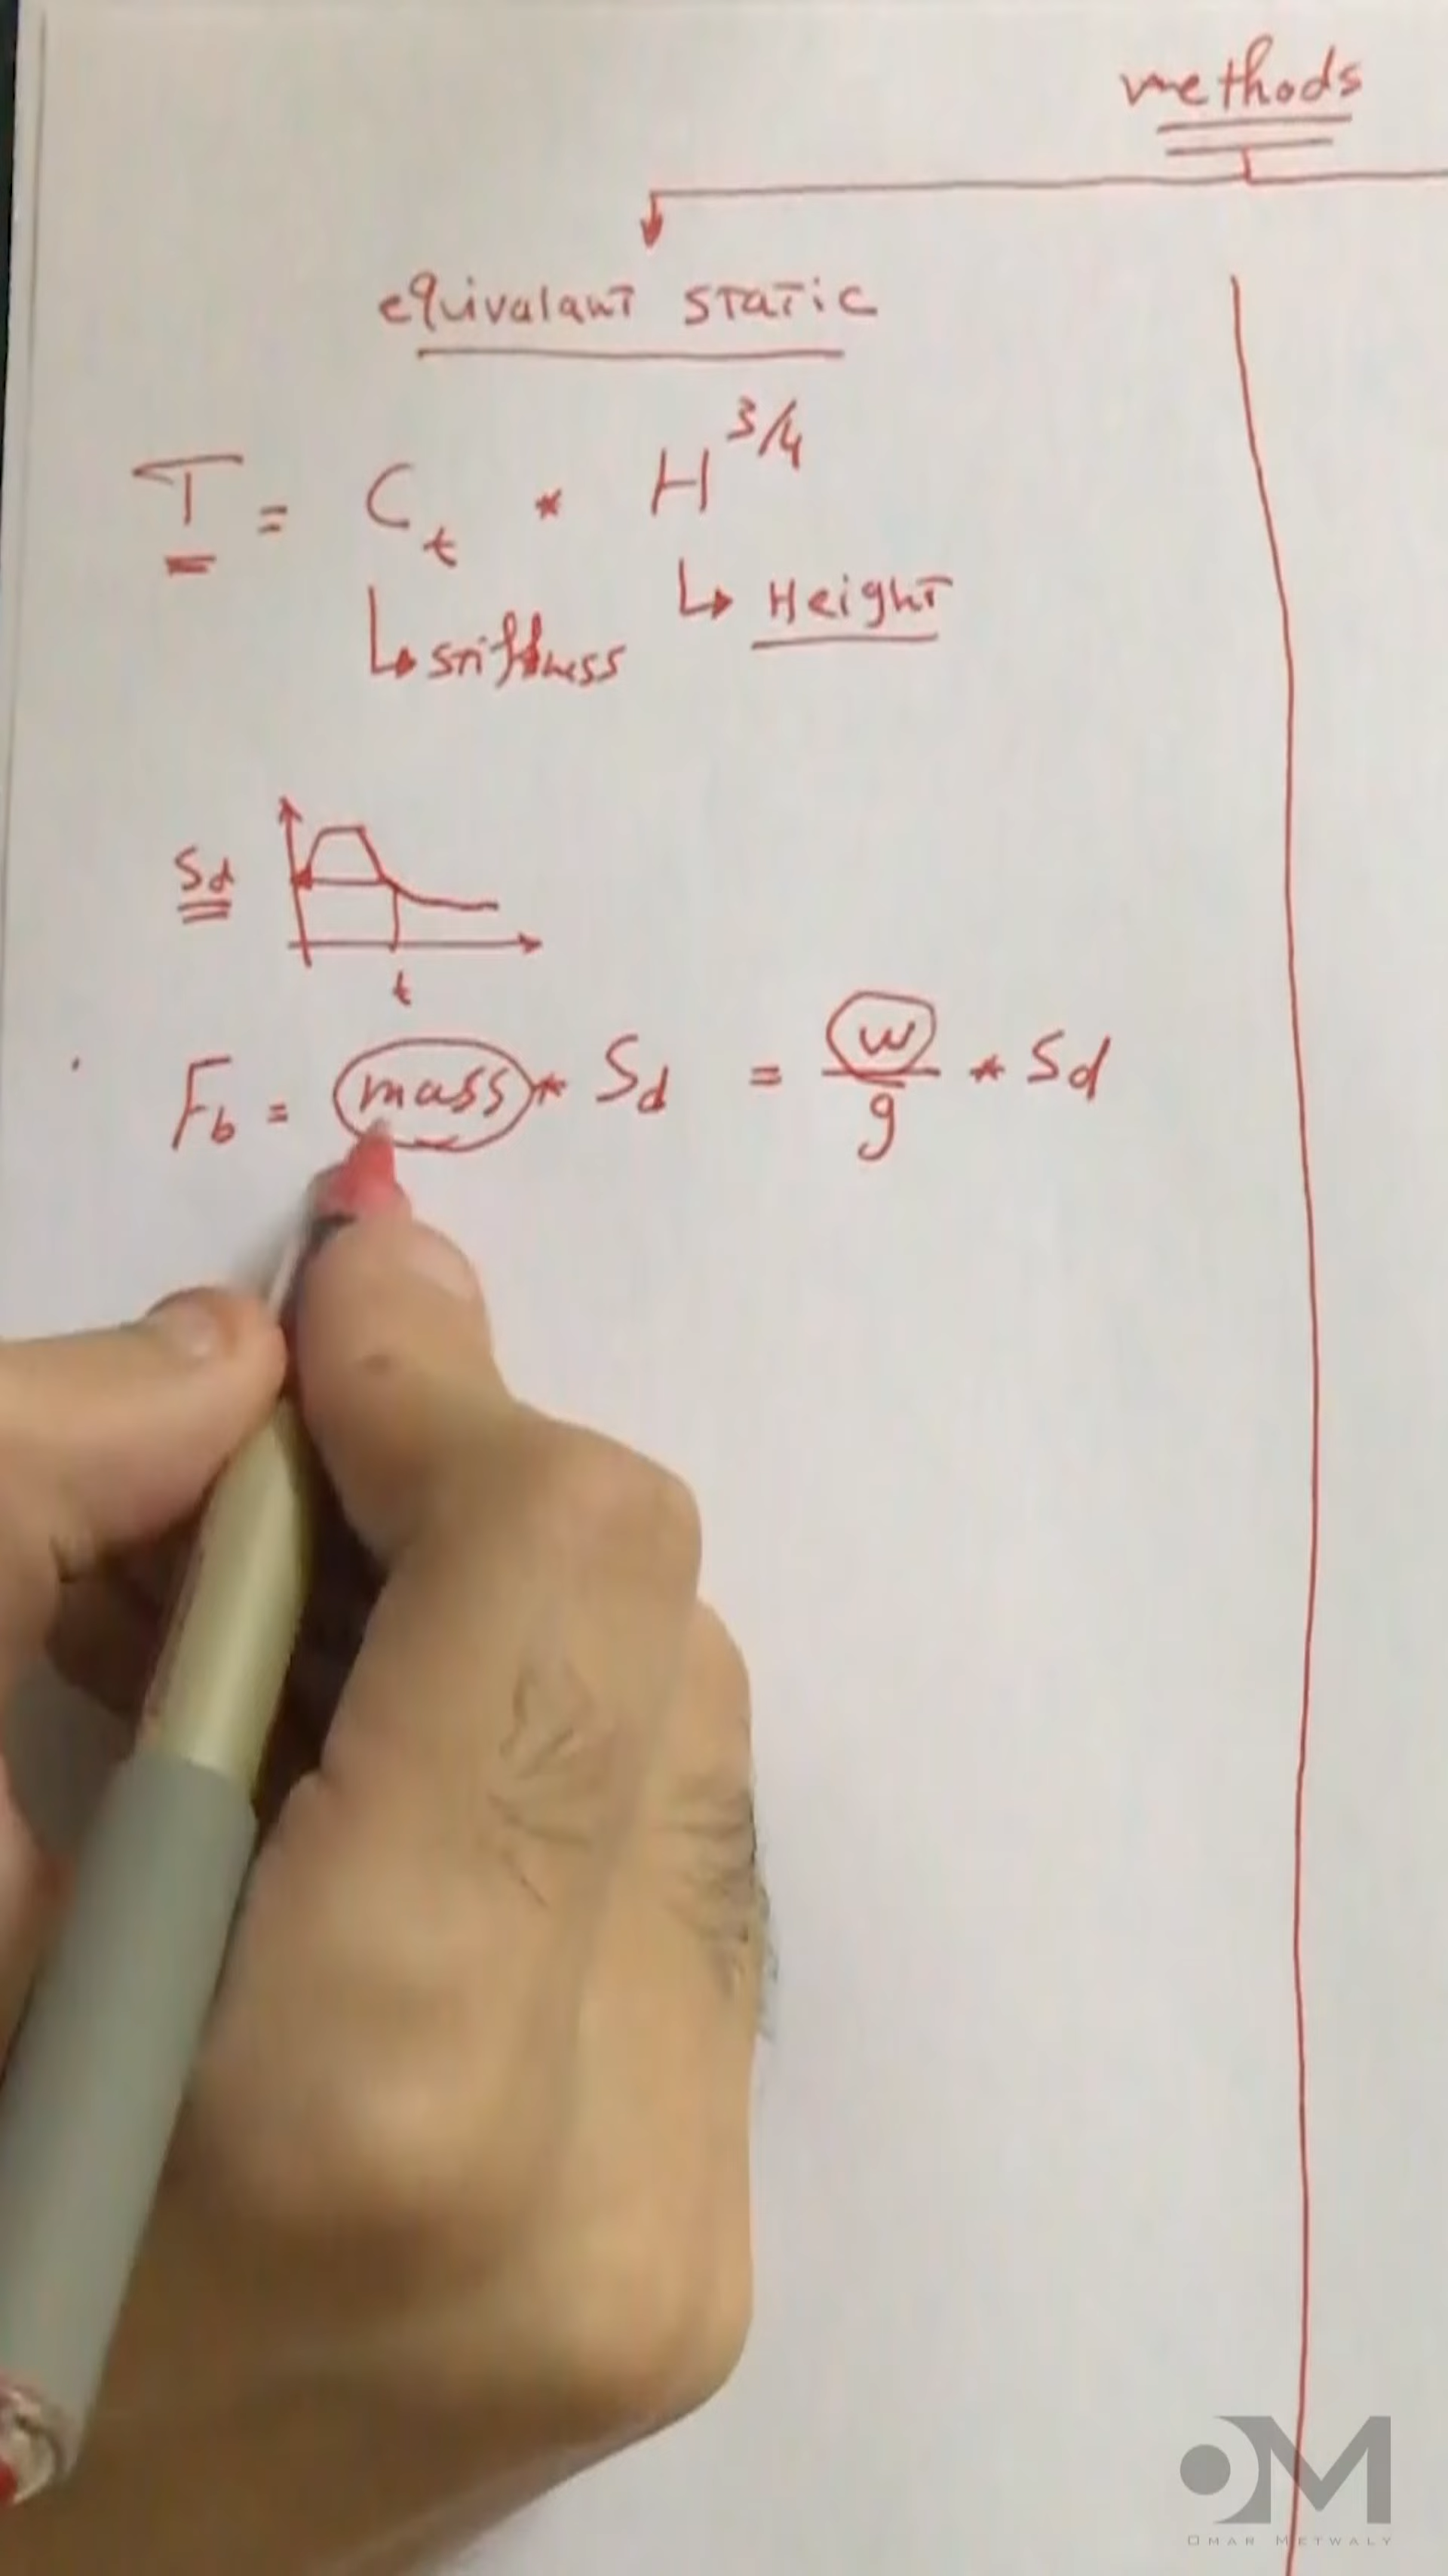 methods
equivalant static
T = Ct * H^3/4
↳ stiffness ↳ Height
Sd
t
Fb = mass * Sd = w/g * Sd
OM
OMAR METWALY